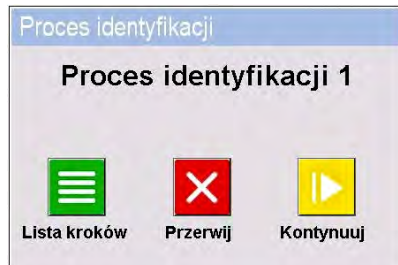 Proces identyfikacji
Proces identyfikacji 1
Lista kroków Przerwij Kontynuuj